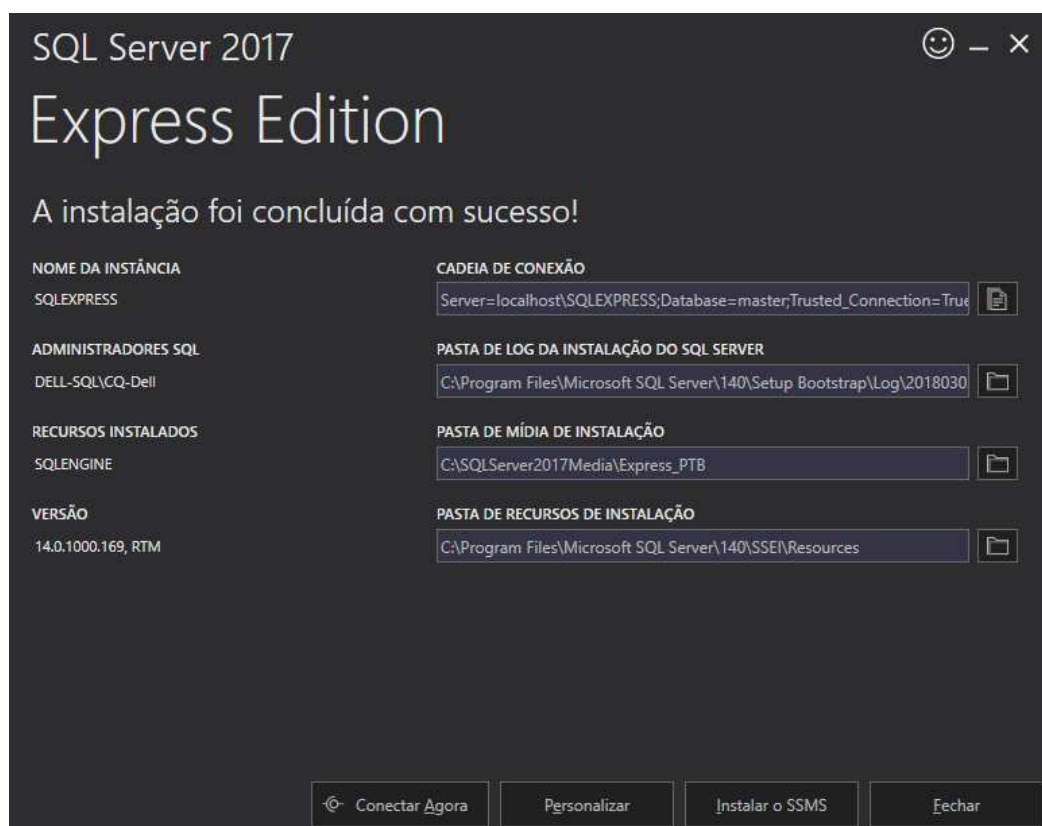 SQL Server 2017
Express Edition
A instalação foi concluída com sucesso!
NOME DA INSTÂNCIA
SQLEXPRESS
CADEIA DE CONEXÃO
Server=localhost\SQLEXPRESS;Database=master;Trusted_Connection=True
ADMINISTRADORES SQL
DELL-SQL\CQ-Dell
PASTA DE LOG DA INSTALAÇÃO DO SQL SERVER
C:\Program Files\Microsoft SQL Server\140\Setup Bootstrap\Log\2018030
RECURSOS INSTALADOS
SQLENGINE
PASTA DE MÍDIA DE INSTALAÇÃO
C:\SQLServer2017Media\Express_PTB
VERSÃO
14.0.1000.169, RTM
PASTA DE RECURSOS DE INSTALAÇÃO
C:\Program Files\Microsoft SQL Server\140\SSEI\Resources
Conectar Agora
Personalizar
Instalar o SSMS
Fechar